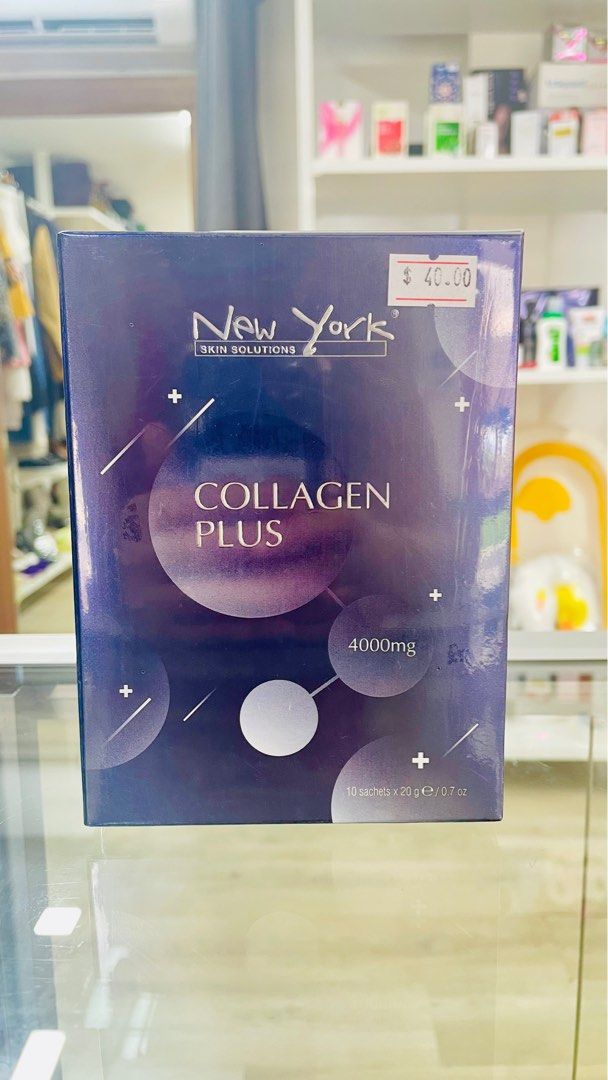 $ 40.00
New York®
SKIN SOLUTIONS
COLLAGEN
PLUS
4000mg
10 sachets x 20 g ℮ / 0.7 oz